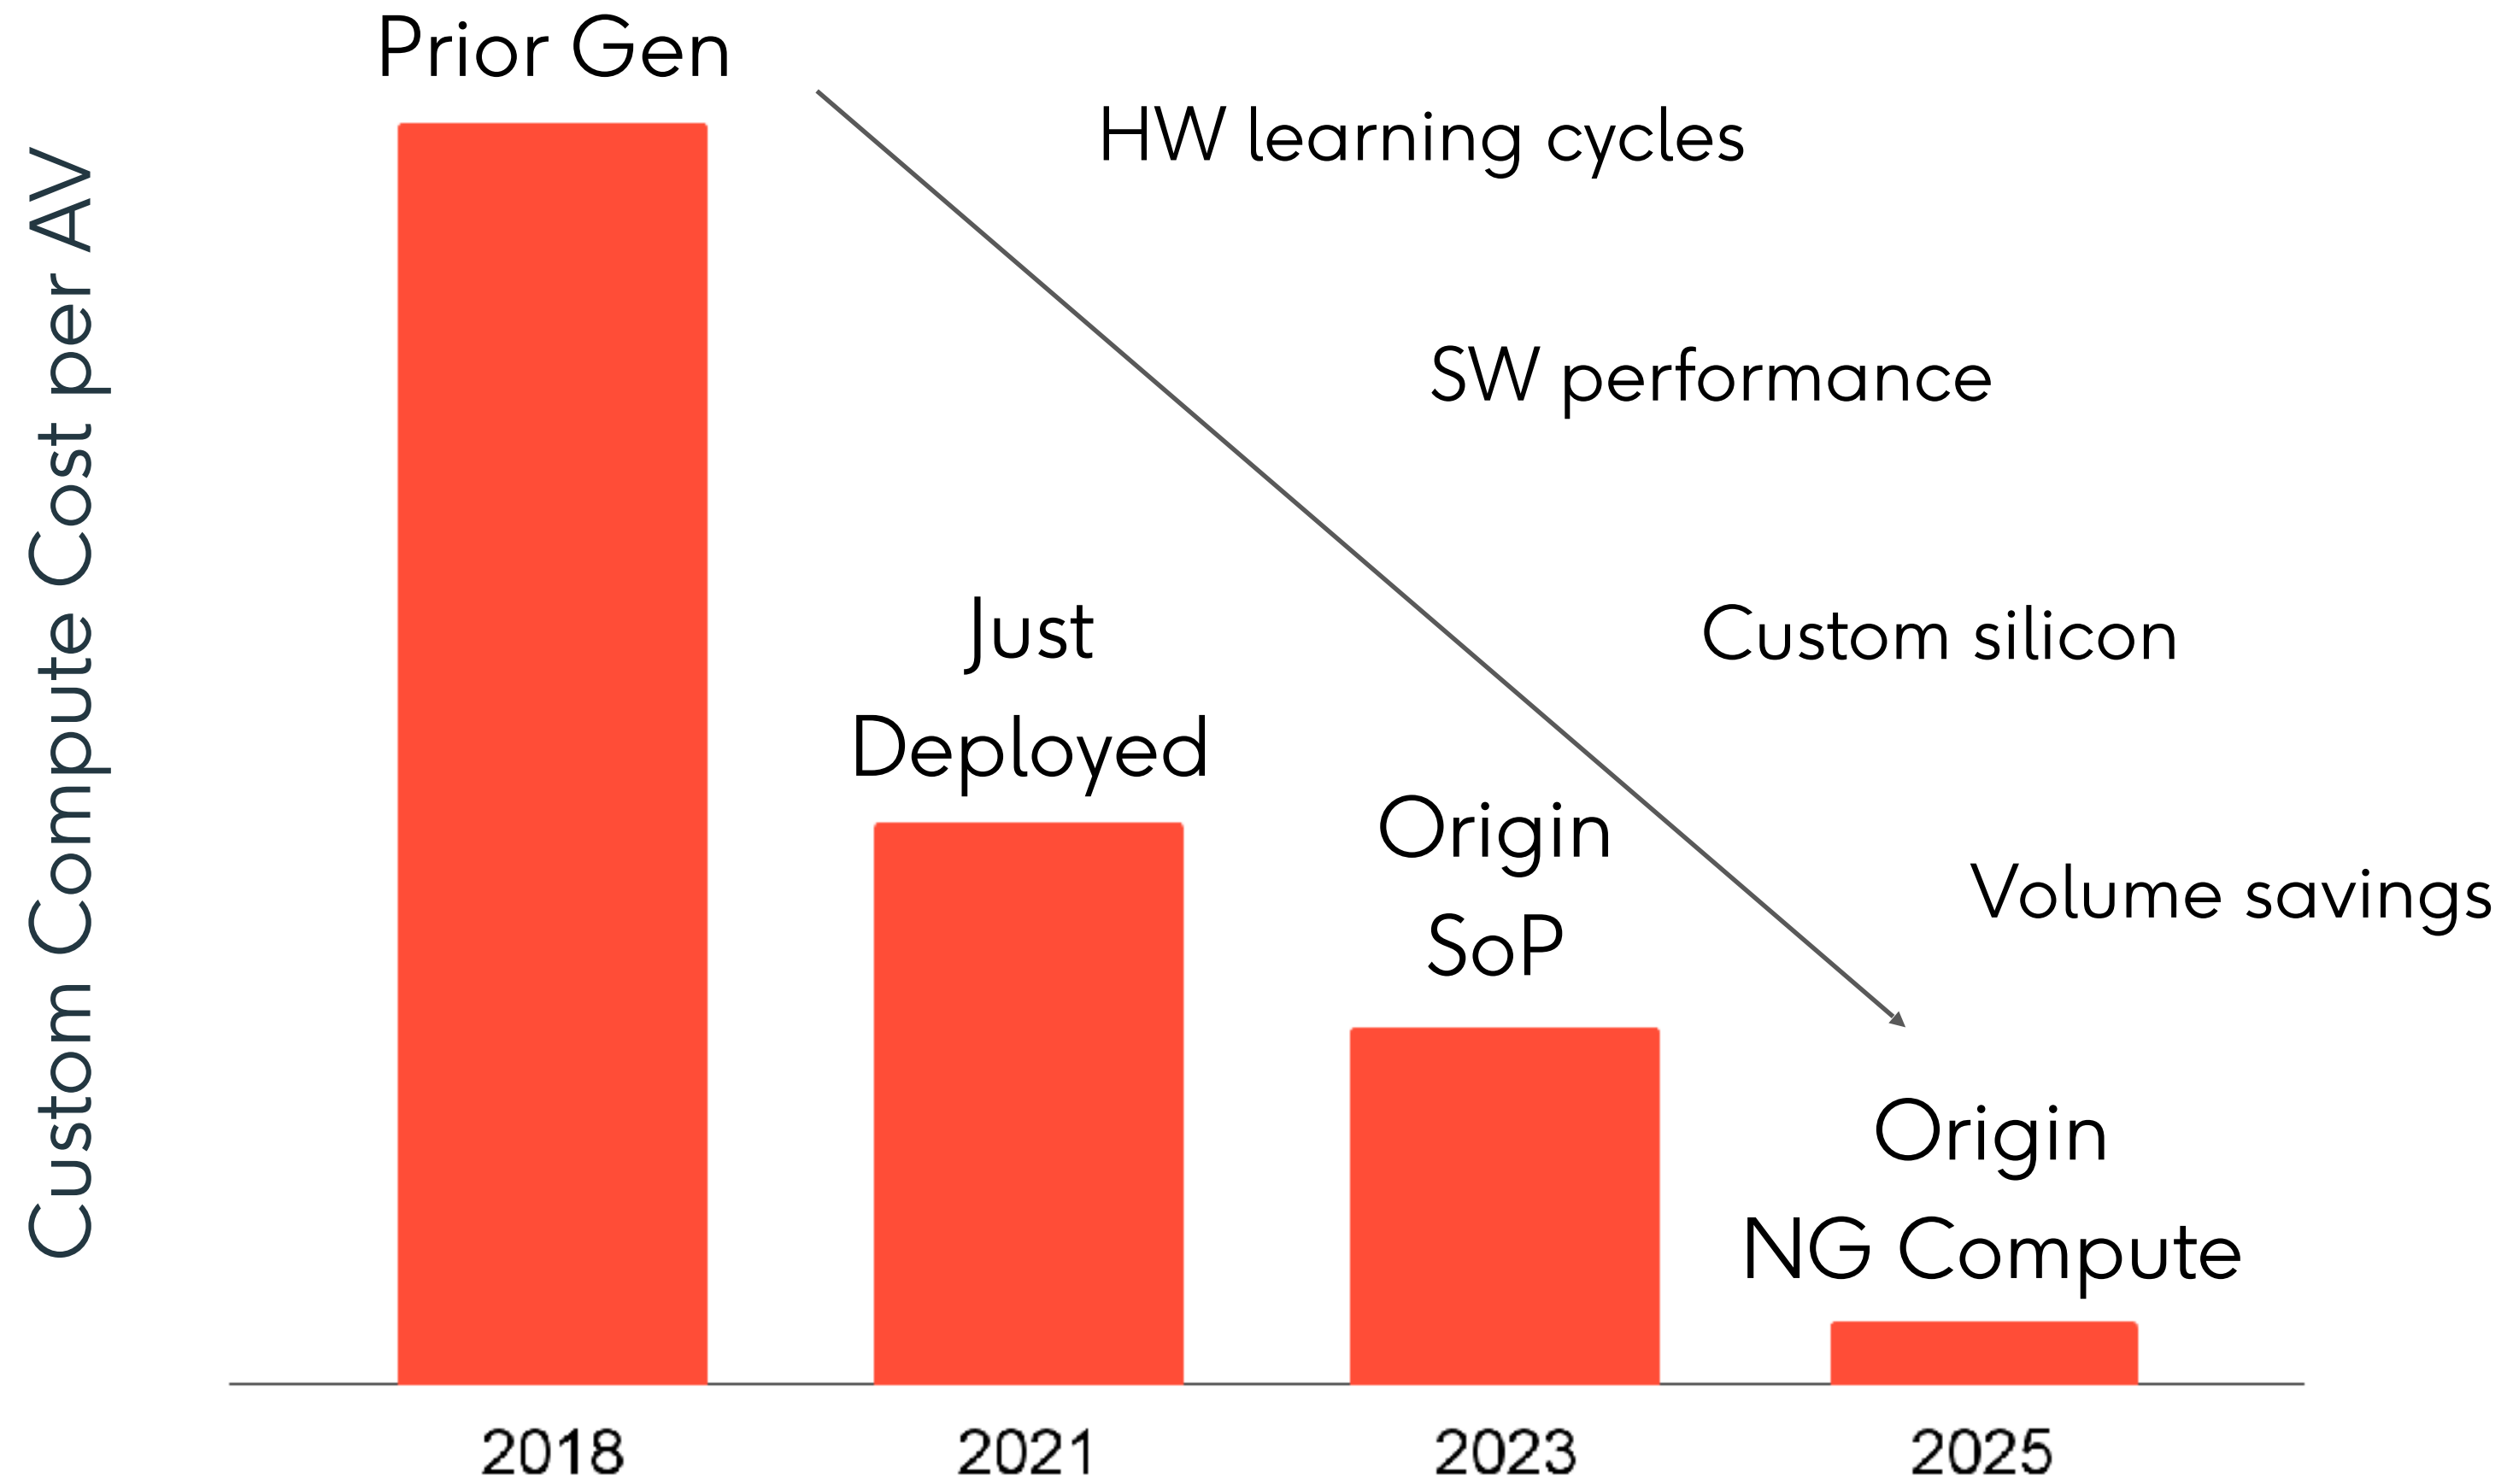 Custom Compute Cost per AV
Prior Gen
HW learning cycles
SW performance
Just
Deployed
Custom silicon
Origin
SoP
Volume savings
Origin
NG Compute
2018
2021
2023
2025